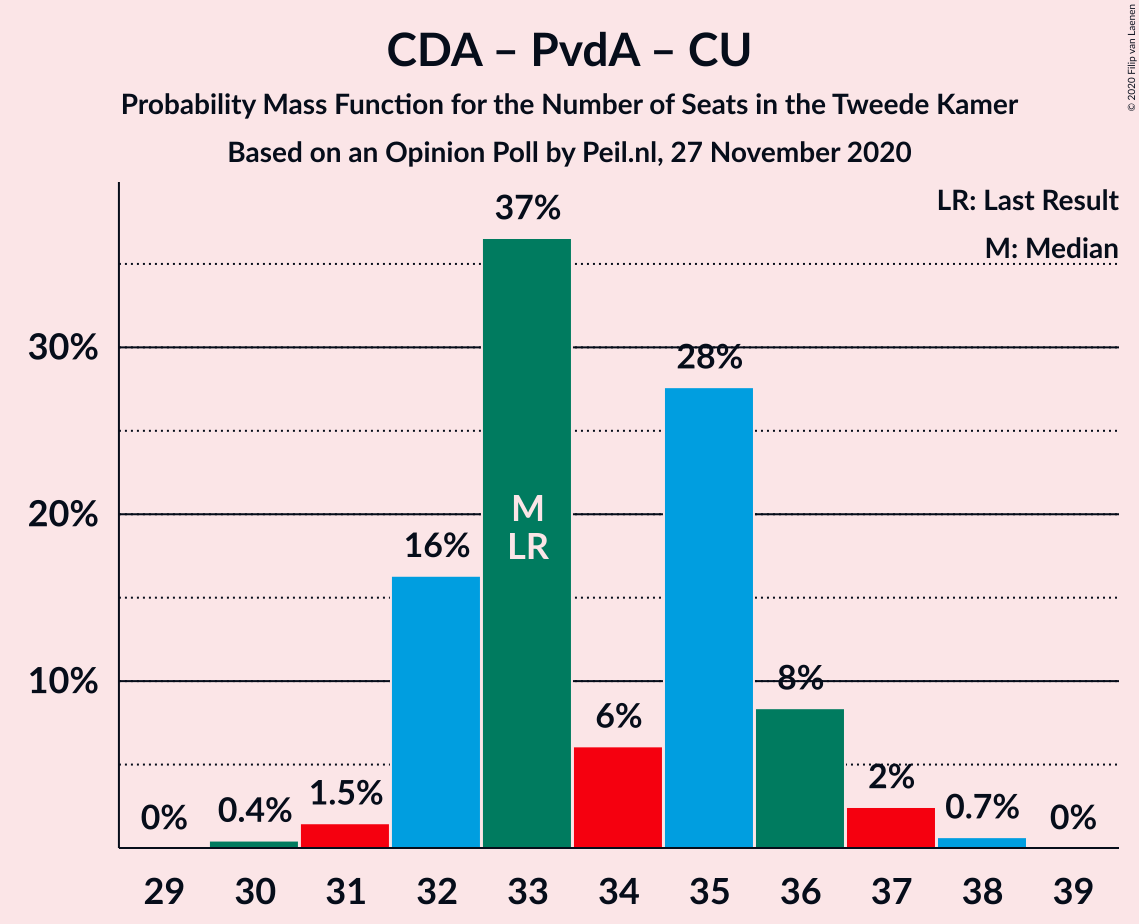 CDA – PvdA – CU
Probability Mass Function for the Number of Seats in the Tweede Kamer
Based on an Opinion Poll by Peil.nl, 27 November 2020
© 2020 Filip van Laenen
LR: Last Result
M: Median
30%
20%
10%
0%
0.4%
1.5%
16%
37%
6%
28%
8%
2%
0.7%
0%
M
LR
29 30 31 32 33 34 35 36 37 38 39